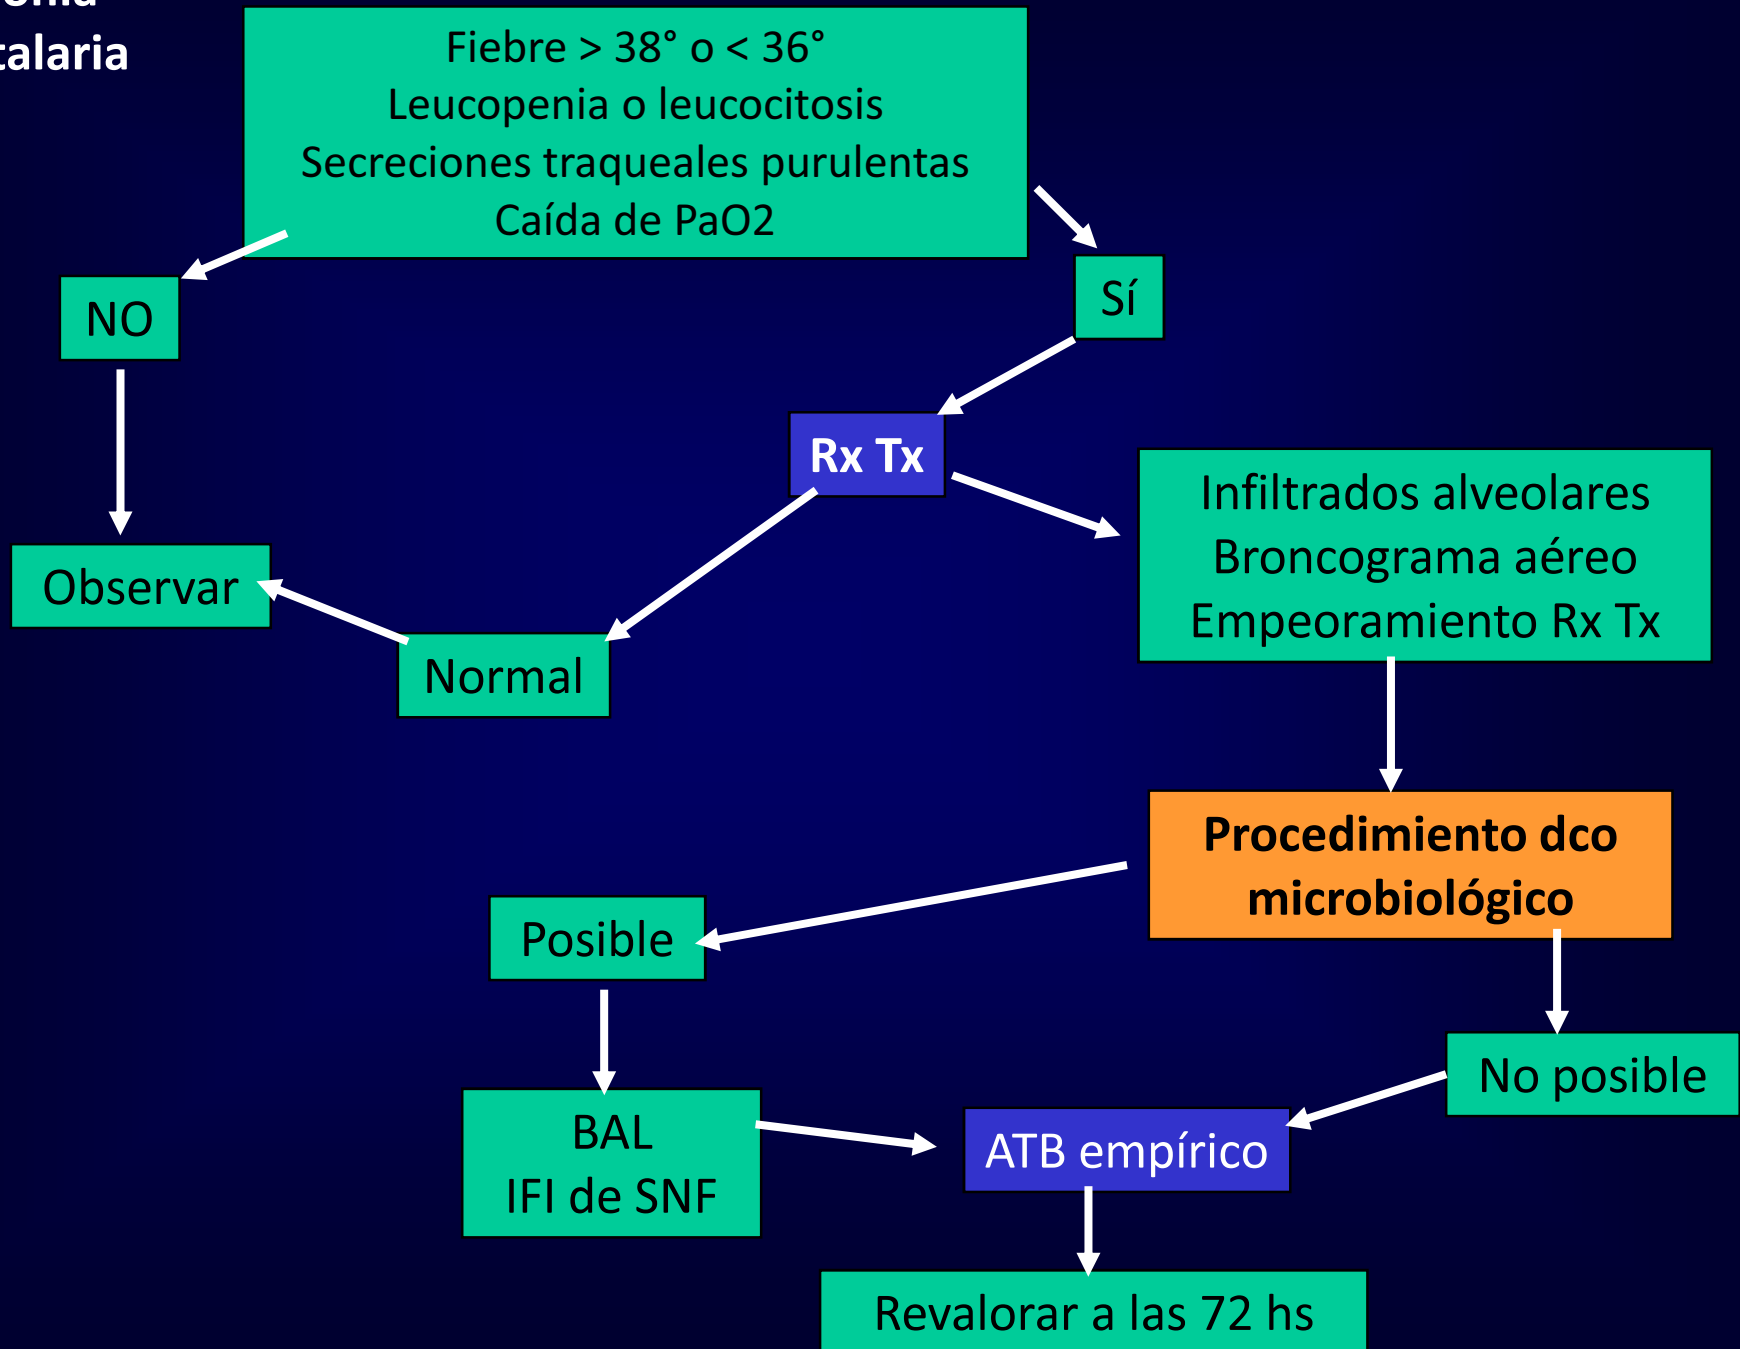 Fiebre > 38° o < 36°
Leucopenia o leucocitosis
Secreciones traqueales purulentas
Caída de PaO2
NO
Sí
Rx Tx
Infiltrados alveolares
Broncograma aéreo
Empeoramiento Rx Tx
Observar
Normal
Procedimiento dco
microbiológico
Posible
No posible
BAL
IFI de SNF
ATB empírico
Revalorar a las 72 hs